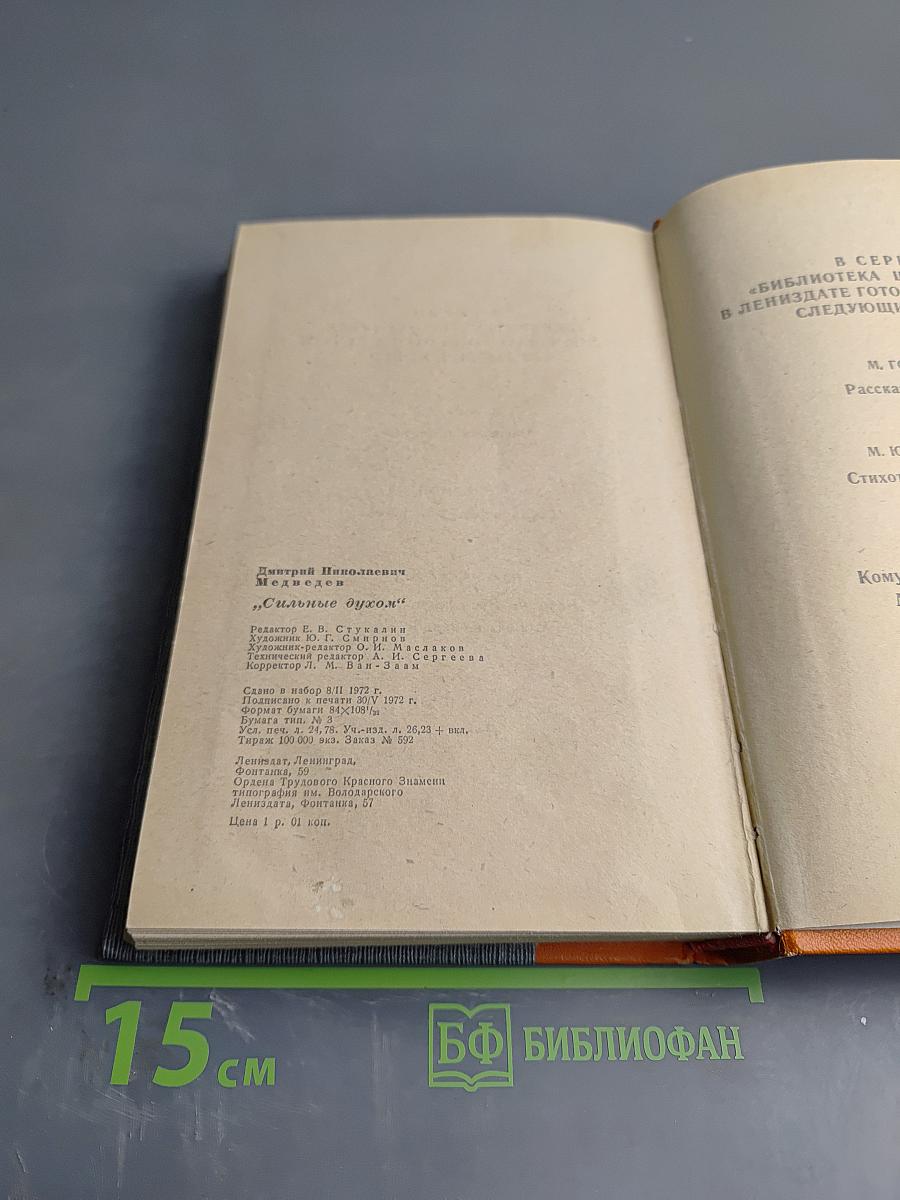 Дмитрий Николаевич
Медведев
„Сильные духом“
Редактор Е. В. Стукалин
Художник Ю. Г. Смирнов
Художник-редактор О. И. Маслаков
Технический редактор А. И. Сергеева
Корректор Л. М. Ван-Заам
Сдано в набор 8/II 1972 г.
Подписано к печати 30/V 1972 г.
Формат бумаги 84×108¹/₃₂
Бумага тип. № 3
Усл. печ. л. 24,78. Уч.-изд. л. 26,23 + вкл.
Тираж 100 000 экз. Заказ № 592
Лениздат, Ленинград,
Фонтанка, 59
Ордена Трудового Красного Знамени
типография им. Володарского
Лениздата, Фонтанка, 57
Цена 1 р. 01 коп.
В СЕРИ
«БИБЛИОТЕКА Ш
В ЛЕНИЗДАТЕ ГОТО
СЛЕДУЮЩИ
М. ГО
Расска
М. Ю
Стихот
Кому
15 см
БФ БИБЛИОФАН